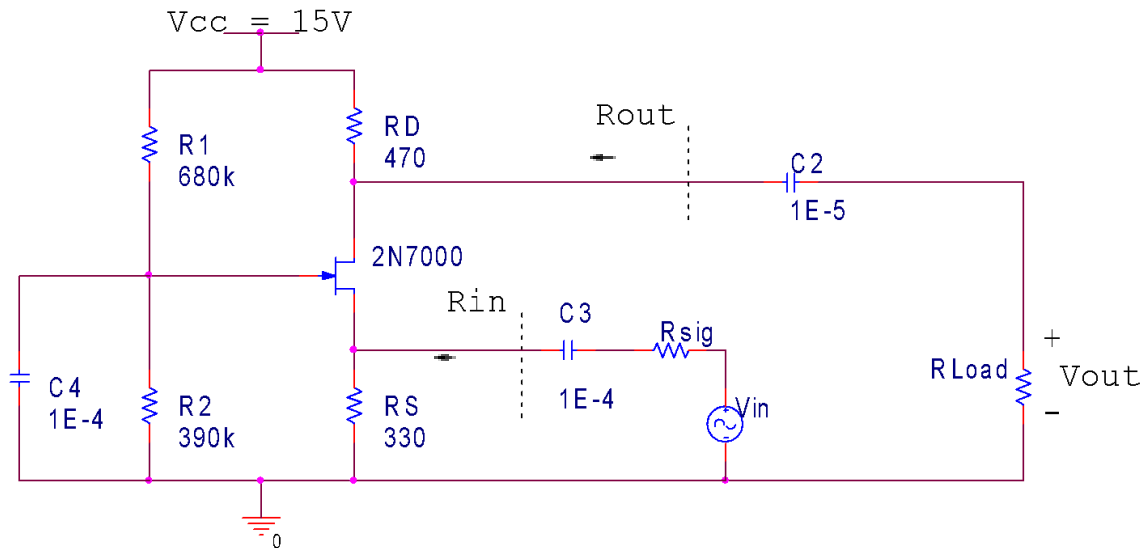 Vcc = 15V
R1
680k
RD
470
Rout
C2
1E-5
2N7000
Rin
C3
1E-4
Rsig
Vin
RLoad
+
Vout
-
C4
1E-4
R2
390k
RS
330
0